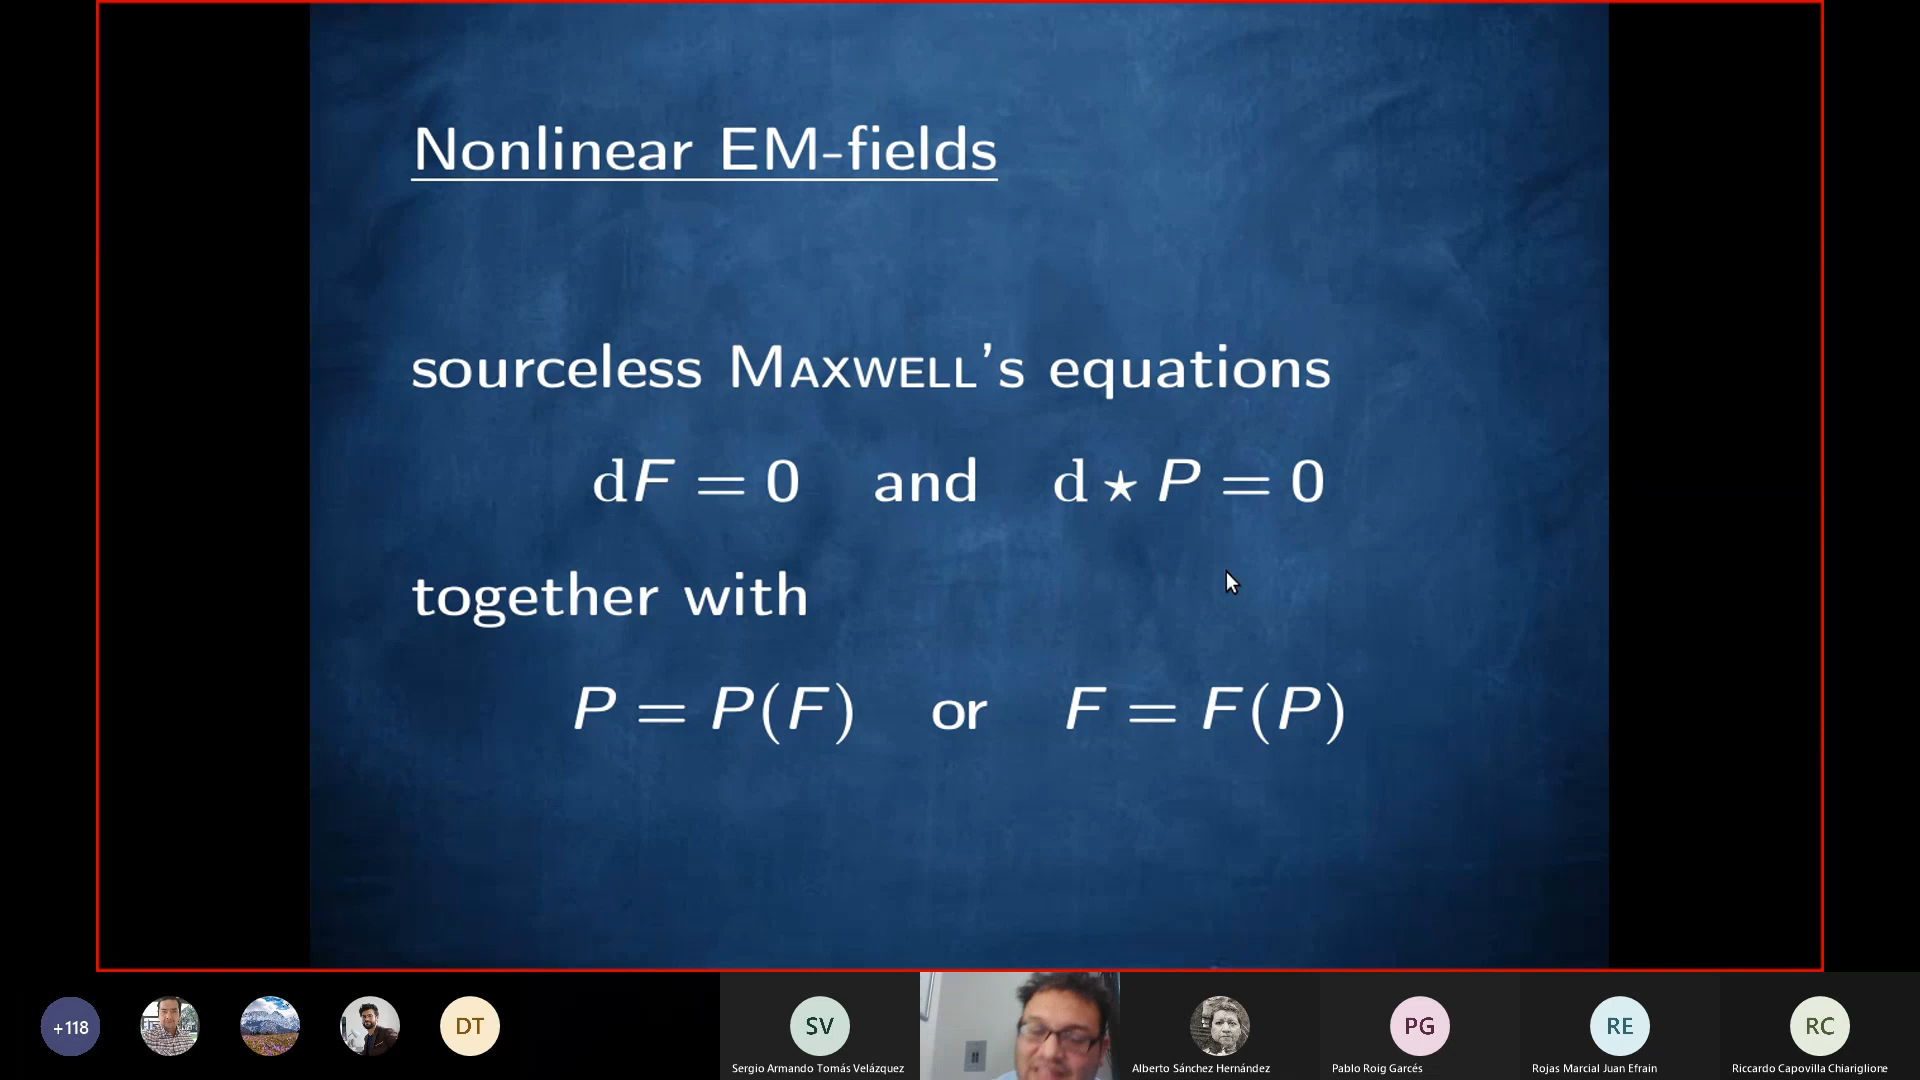 Nonlinear EM-fields
sourceless MAXWELL's equations
dF = 0 and d ⋆ P = 0
together with
P = P(F) or F = F(P)
+118
DT
SV
PG
RE
RC
Sergio Armando Tomás Velázquez
Alberto Sánchez Hernández
Pablo Roig Garcés
Rojas Marcial Juan Efrain
Riccardo Capovilla Chiariglione